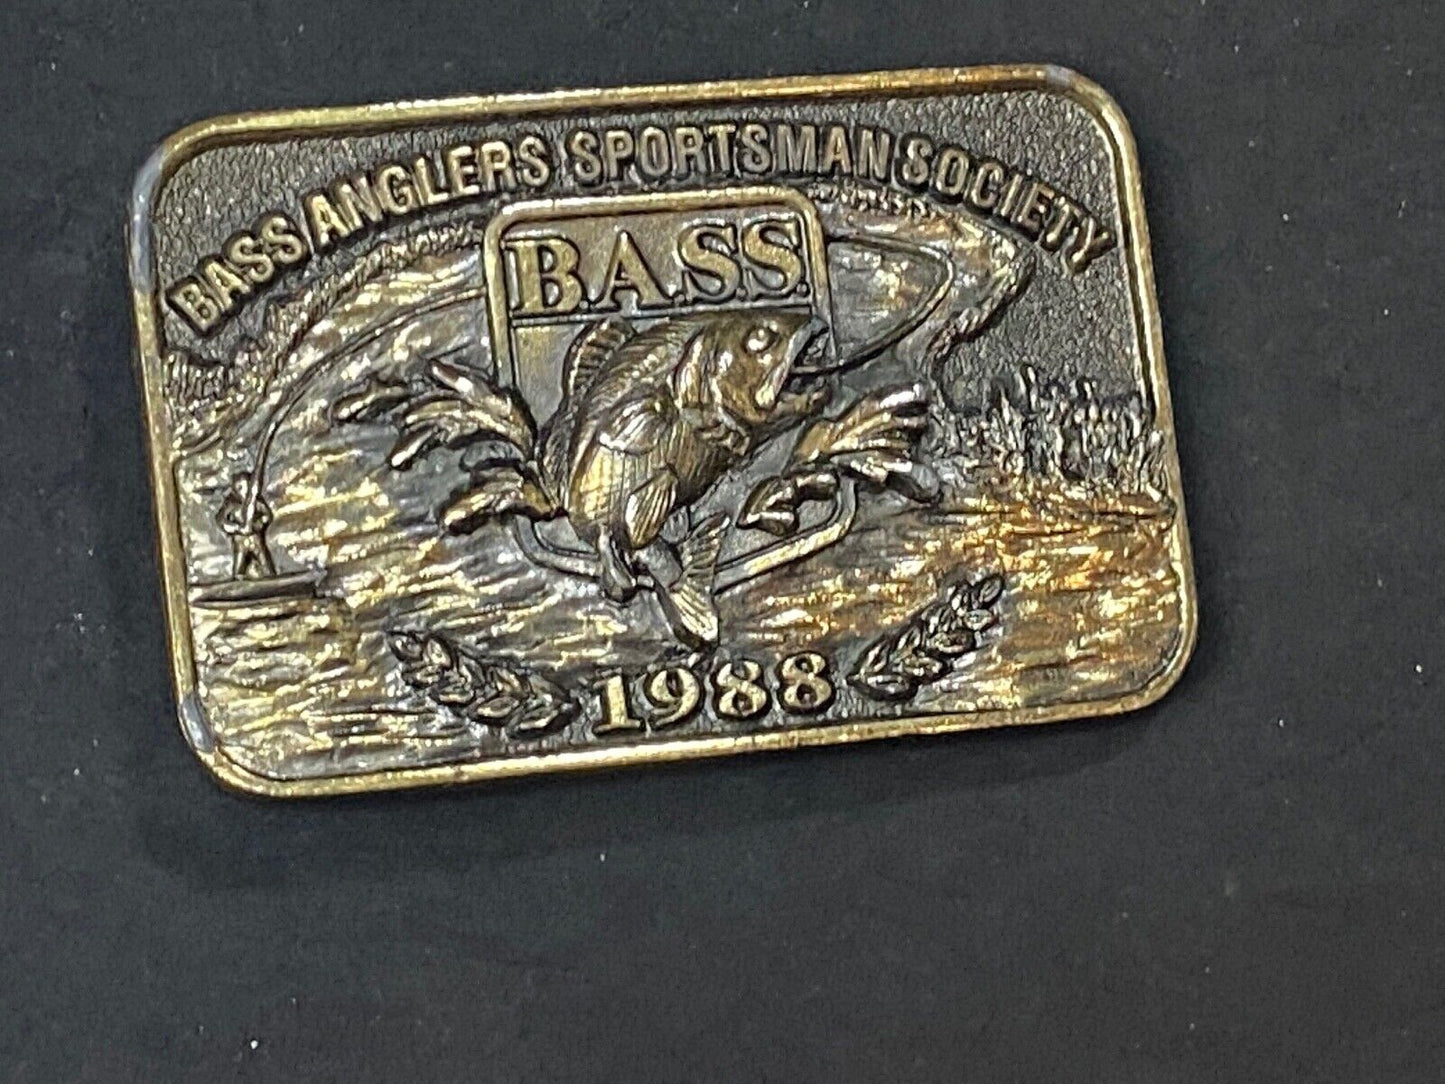 BASS ANGLERS SPORTSMAN SOCIETY
B.A.S.S.
1988